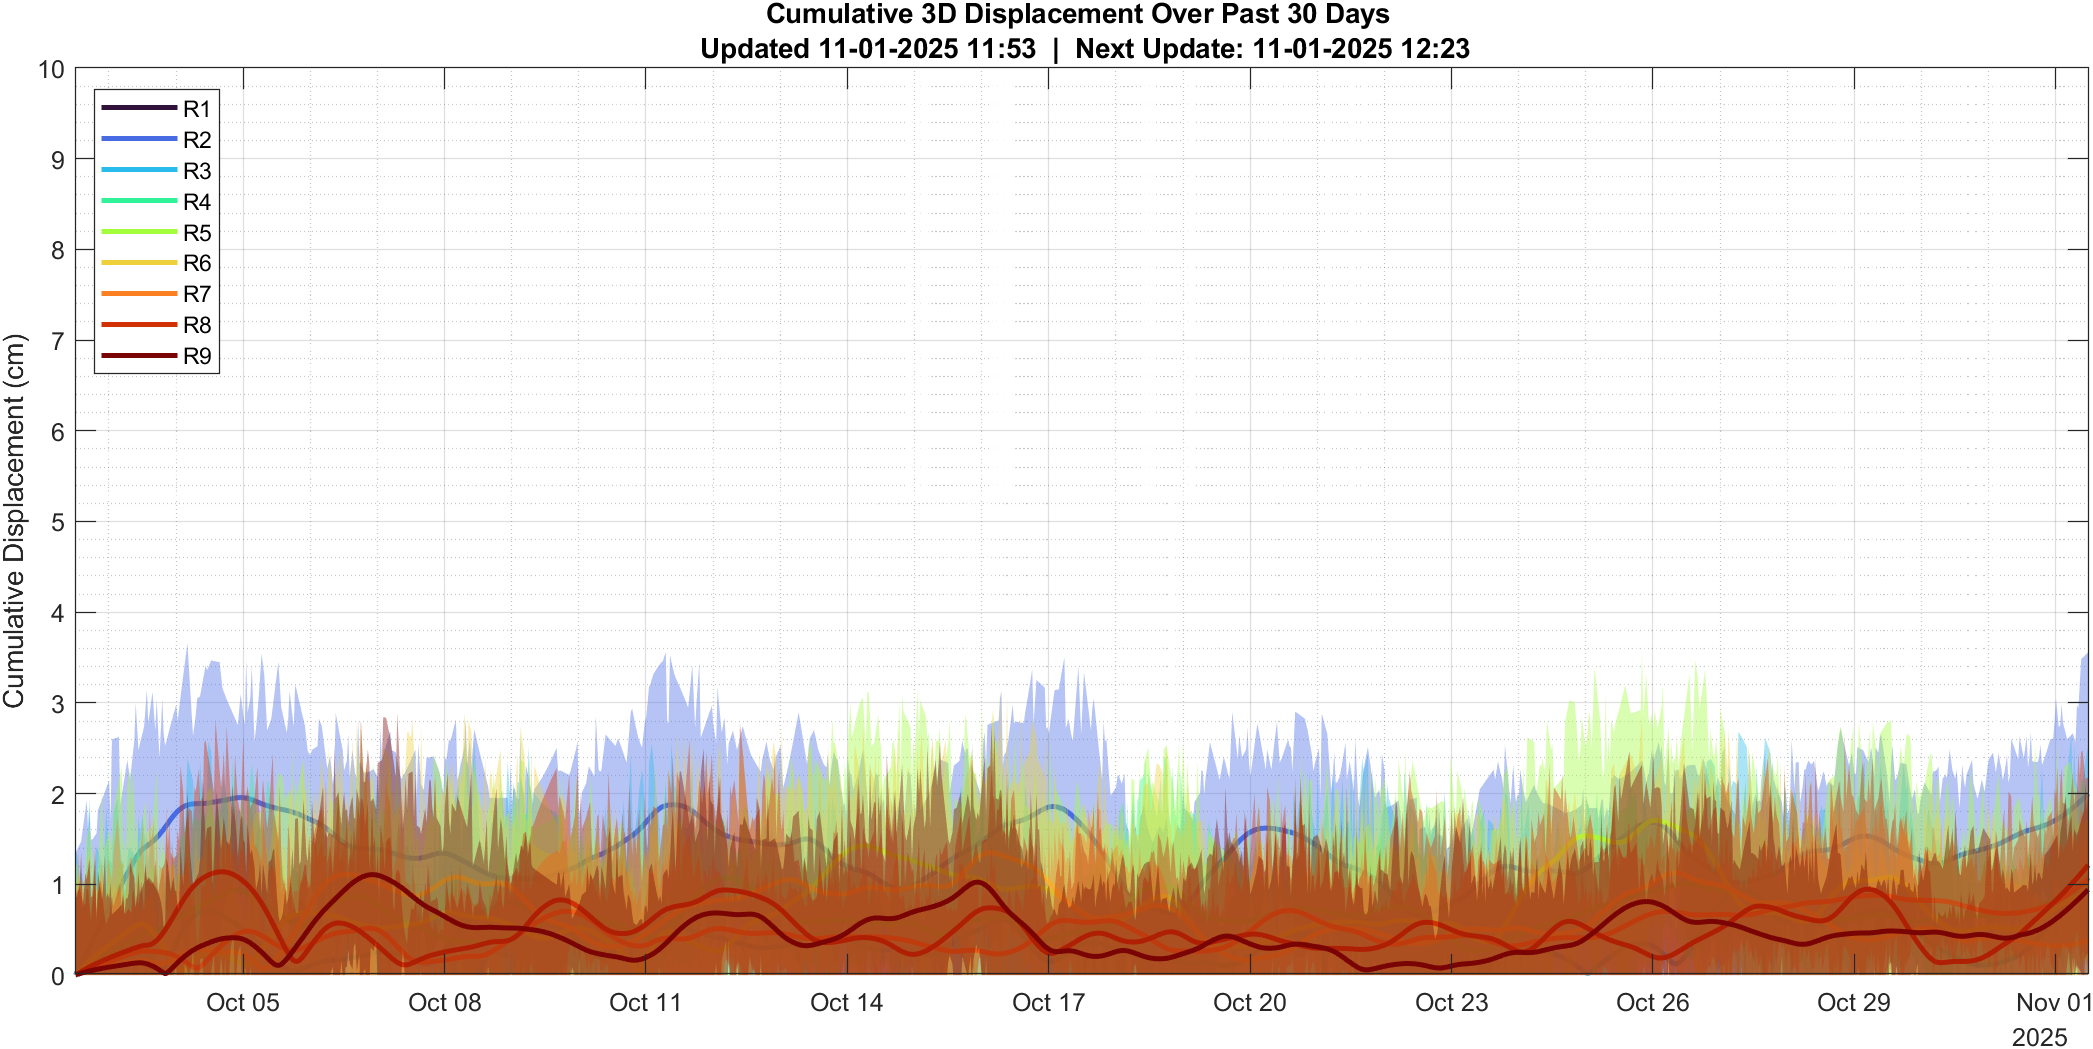 Cumulative 3D Displacement Over Past 30 Days
Updated 11-01-2025 11:53 | Next Update: 11-01-2025 12:23
Cumulative Displacement (cm)
10
9
8
7
6
5
4
3
2
1
0
R1
R2
R3
R4
R5
R6
R7
R8
R9
Oct 05 Oct 08 Oct 11 Oct 14 Oct 17 Oct 20 Oct 23 Oct 26 Oct 29 Nov 01
2025